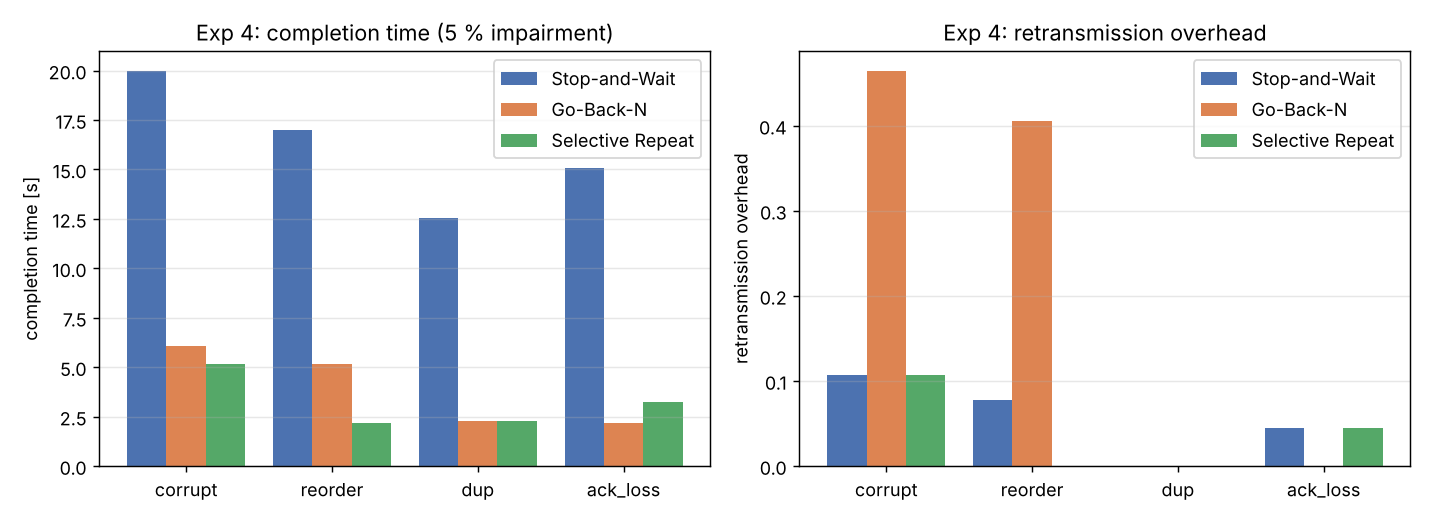 Exp 4: completion time (5 % impairment)
completion time [s]
20.0
17.5
15.0
12.5
10.0
7.5
5.0
2.5
0.0
Stop-and-Wait
Go-Back-N
Selective Repeat
corrupt reorder dup ack_loss
Exp 4: retransmission overhead
retransmission overhead
0.4
0.3
0.2
0.1
0.0
Stop-and-Wait
Go-Back-N
Selective Repeat
corrupt reorder dup ack_loss